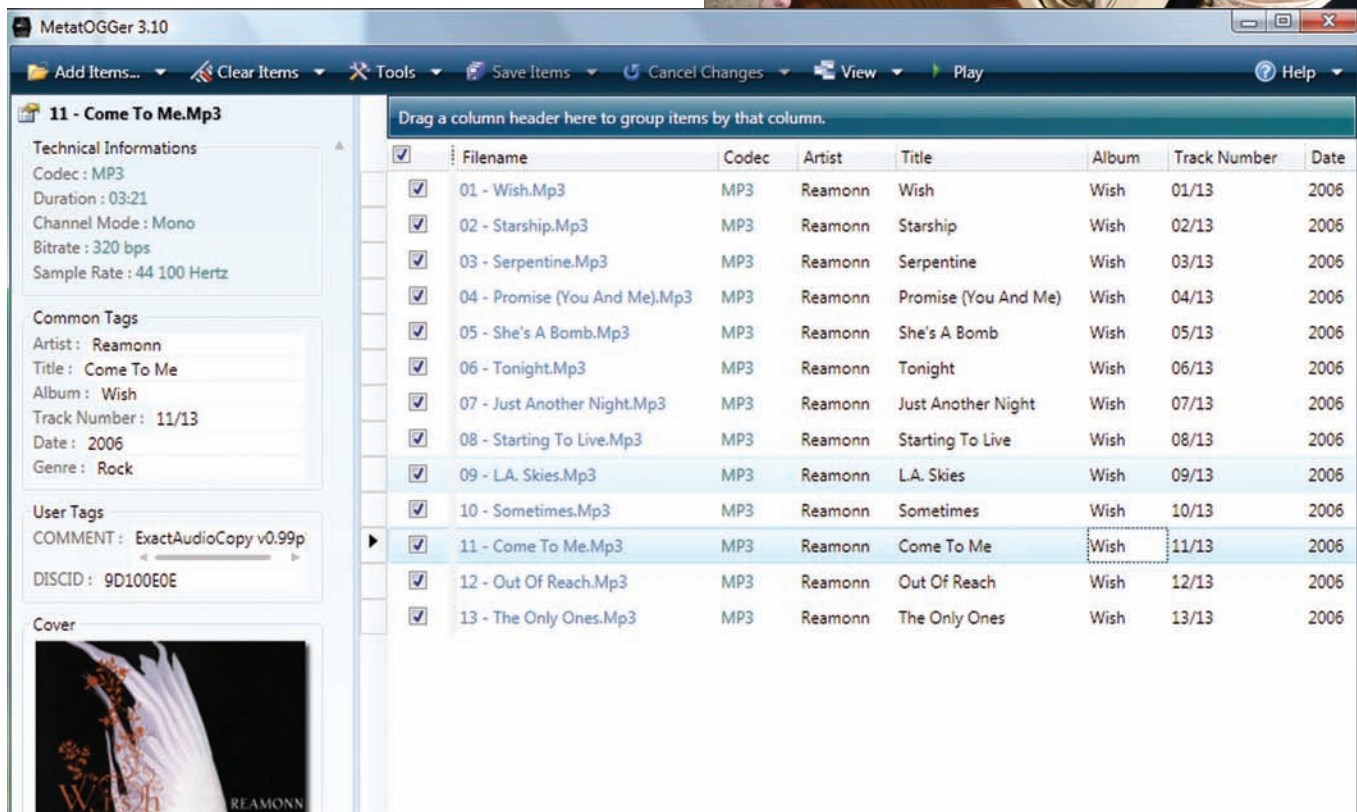 MetatOGGer 3.10
Add Items... Clear Items Tools Save Items Cancel Changes View Play Help
11 - Come To Me.Mp3
Technical Informations
Codec : MP3
Duration : 03:21
Channel Mode : Mono
Bitrate : 320 bps
Sample Rate : 44 100 Hertz
Common Tags
Artist : Reamonn
Title : Come To Me
Album : Wish
Track Number : 11/13
Date : 2006
Genre : Rock
User Tags
COMMENT : ExactAudioCopy v0.99p
DISCID : 9D100E0E
Cover
Wish
REAMONN
Drag a column header here to group items by that column.
Filename Codec Artist Title Album Track Number Date
01 - Wish.Mp3 MP3 Reamonn Wish Wish 01/13 2006
02 - Starship.Mp3 MP3 Reamonn Starship Wish 02/13 2006
03 - Serpentine.Mp3 MP3 Reamonn Serpentine Wish 03/13 2006
04 - Promise (You And Me).Mp3 MP3 Reamonn Promise (You And Me) Wish 04/13 2006
05 - She's A Bomb.Mp3 MP3 Reamonn She's A Bomb Wish 05/13 2006
06 - Tonight.Mp3 MP3 Reamonn Tonight Wish 06/13 2006
07 - Just Another Night.Mp3 MP3 Reamonn Just Another Night Wish 07/13 2006
08 - Starting To Live.Mp3 MP3 Reamonn Starting To Live Wish 08/13 2006
09 - L.A. Skies.Mp3 MP3 Reamonn L.A. Skies Wish 09/13 2006
10 - Sometimes.Mp3 MP3 Reamonn Sometimes Wish 10/13 2006
11 - Come To Me.Mp3 MP3 Reamonn Come To Me Wish 11/13 2006
12 - Out Of Reach.Mp3 MP3 Reamonn Out Of Reach Wish 12/13 2006
13 - The Only Ones.Mp3 MP3 Reamonn The Only Ones Wish 13/13 2006